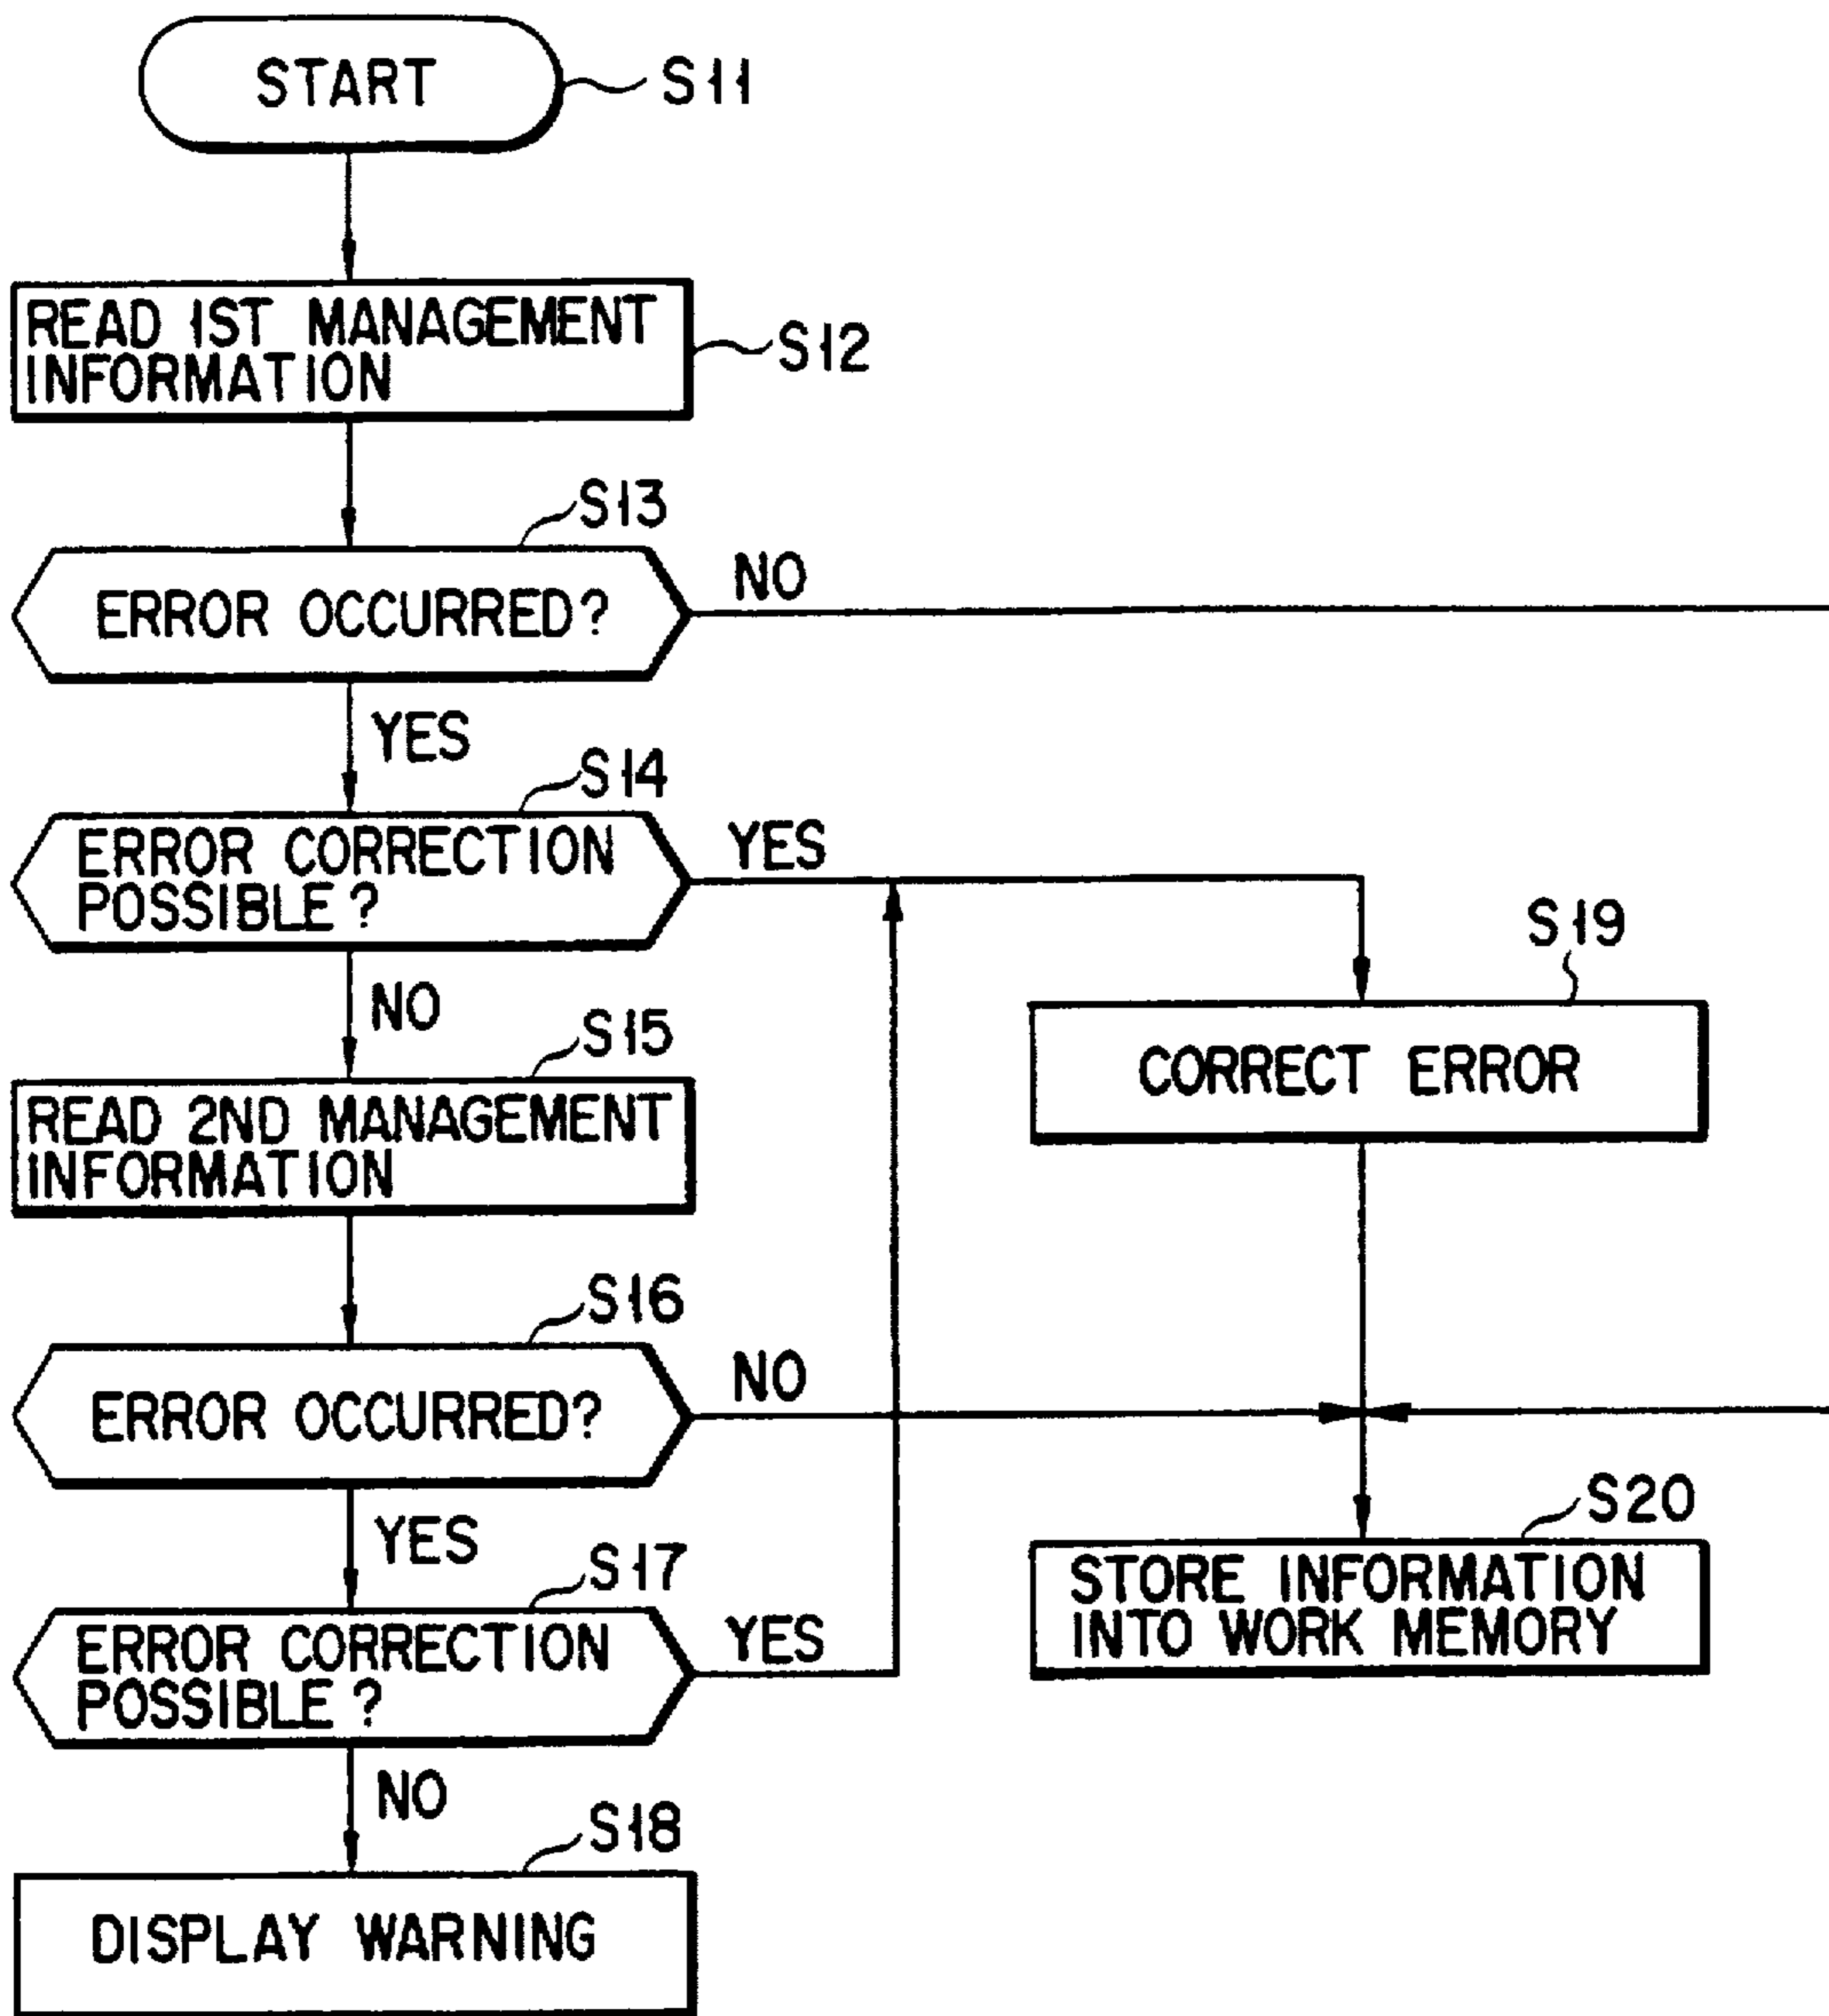 START
S11
READ 1ST MANAGEMENT
INFORMATION
S12
S13
ERROR OCCURRED?
NO
YES
S14
ERROR CORRECTION
POSSIBLE?
YES
NO
S19
CORRECT ERROR
S15
READ 2ND MANAGEMENT
INFORMATION
S16
ERROR OCCURRED?
NO
YES
S20
STORE INFORMATION
INTO WORK MEMORY
S17
ERROR CORRECTION
POSSIBLE?
YES
NO
S18
DISPLAY WARNING